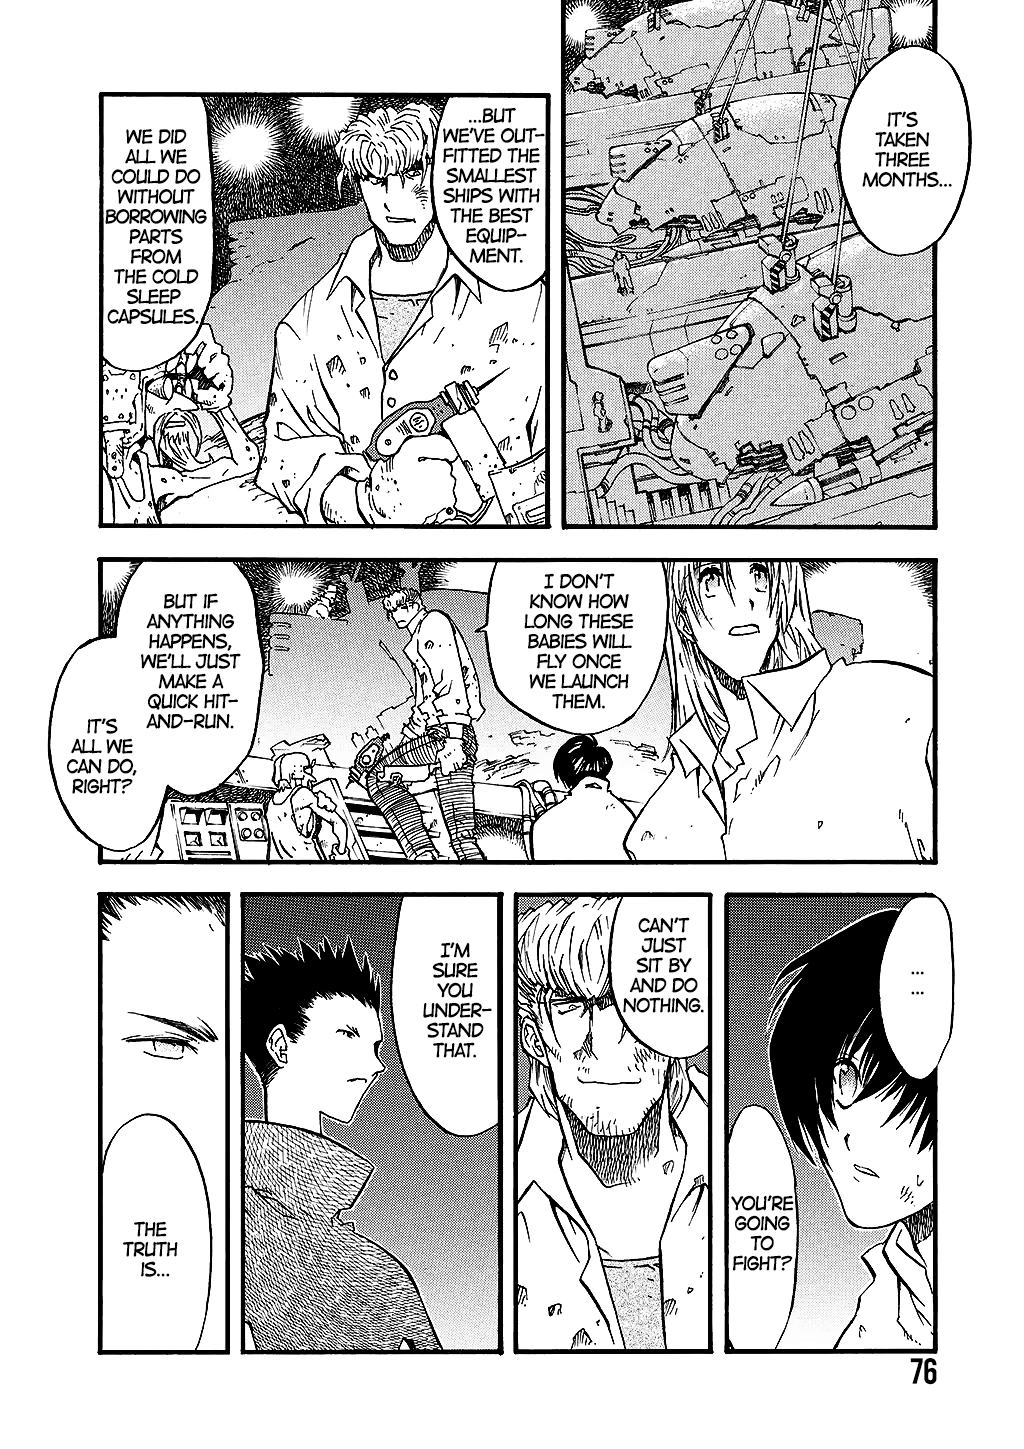 IT'S
TAKEN
THREE
MONTHS...
...BUT
WE'VE OUT-
FITTED THE
SMALLEST
SHIPS WITH
THE BEST
EQUIP-
MENT.
WE DID
ALL WE
COULD DO
WITHOUT
BORROWING
PARTS
FROM
THE COLD
SLEEP
CAPSULES.
I DON'T
KNOW HOW
LONG THESE
BABIES WILL
FLY ONCE
WE LAUNCH
THEM.
BUT IF
ANYTHING
HAPPENS,
WE'LL JUST
MAKE A
QUICK HIT-
AND-RUN.
IT'S
ALL WE
CAN DO,
RIGHT?
...
...
YOU'RE
GOING
TO
FIGHT?
CAN'T
JUST
SIT BY
AND DO
NOTHING.
I'M
SURE
YOU
UNDER-
STAND
THAT.
THE
TRUTH
IS...
76